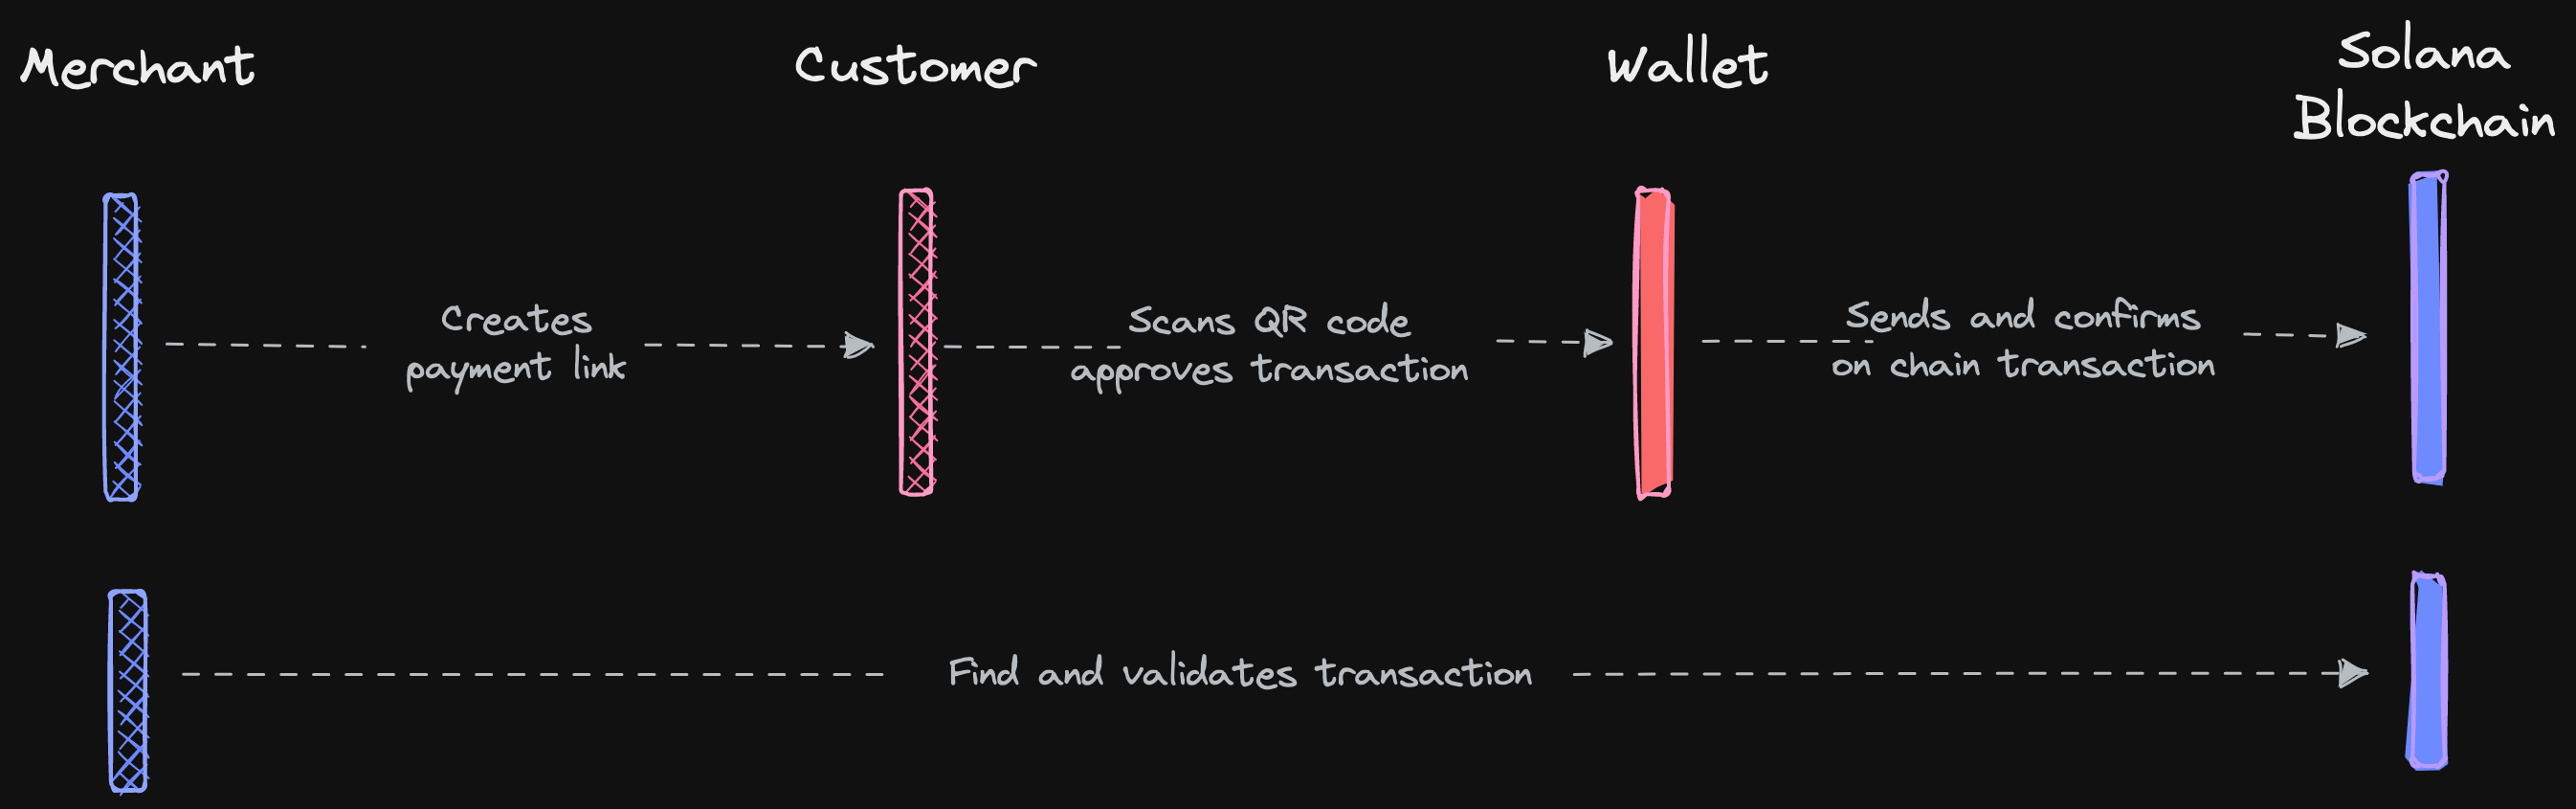 Merchant
Customer
Wallet
Solana
Blockchain
Creates
payment link
Scans QR code
approves transaction
Sends and confirms
on chain transaction
Find and validates transaction